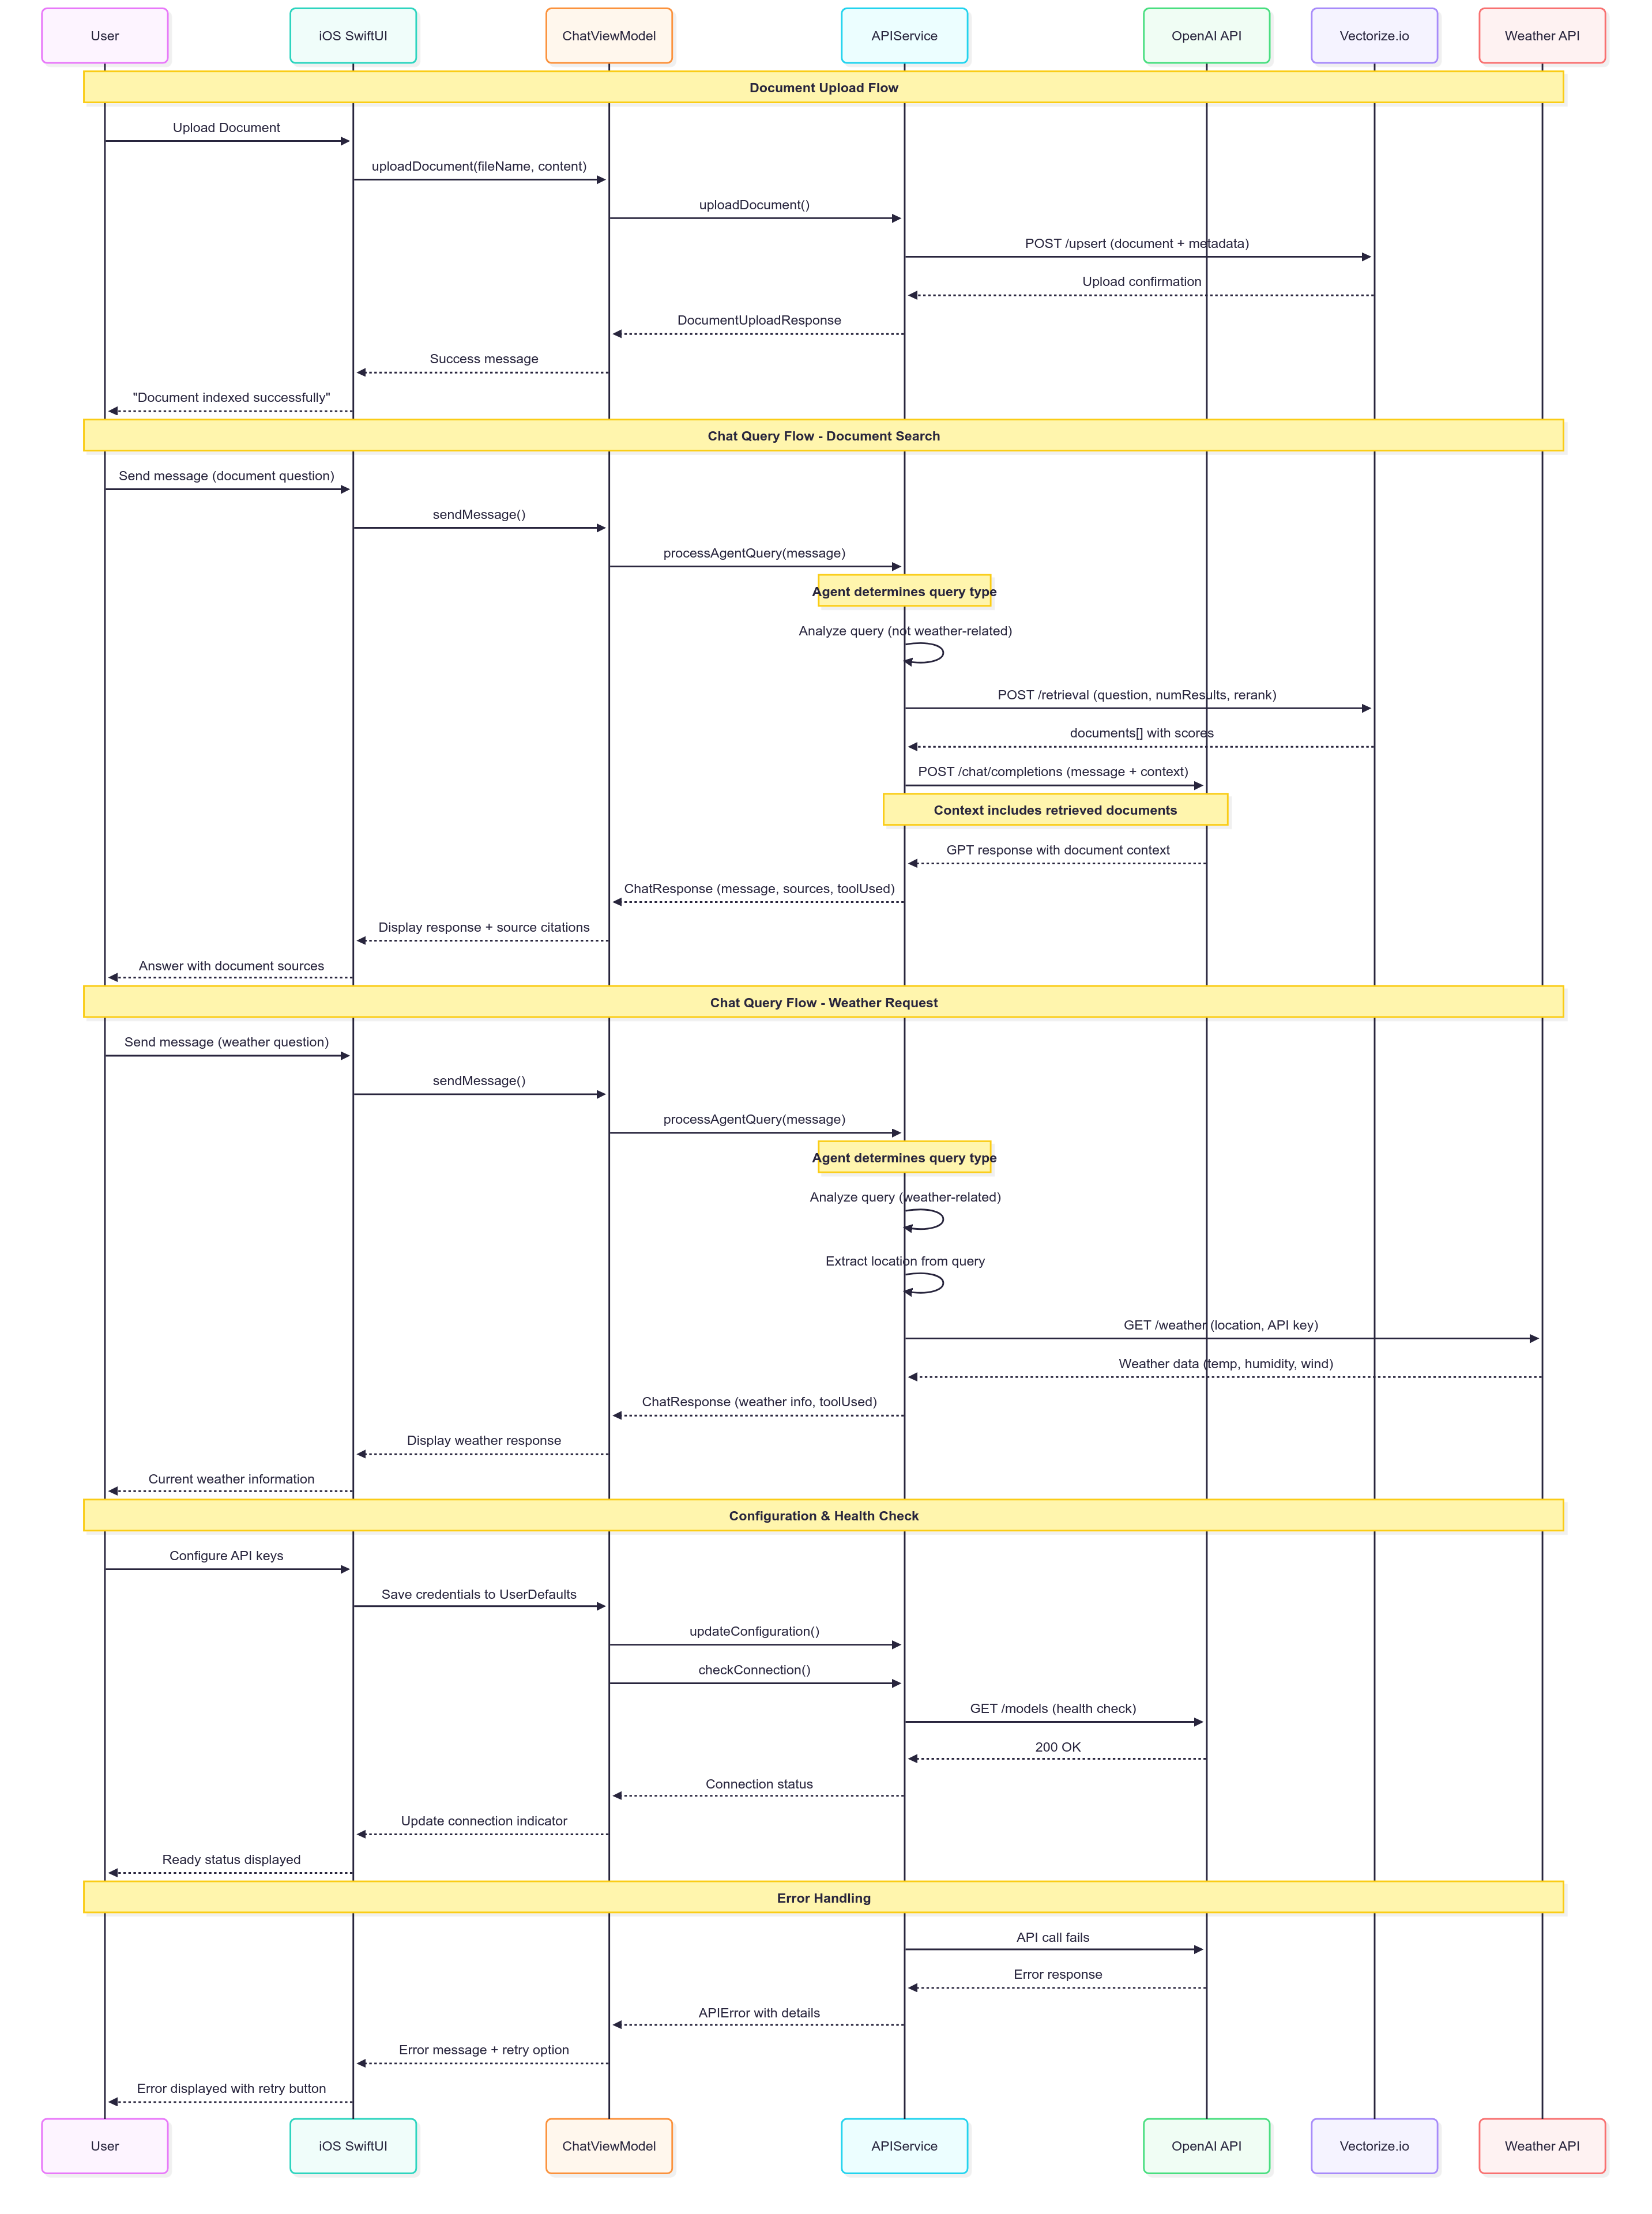 User
iOS SwiftUI
ChatViewModel
APIService
OpenAI API
Vectorize.io
Weather API
Document Upload Flow
Upload Document
uploadDocument(fileName, content)
uploadDocument()
POST /upsert (document + metadata)
Upload confirmation
DocumentUploadResponse
Success message
"Document indexed successfully"
Chat Query Flow - Document Search
Send message (document question)
sendMessage()
processAgentQuery(message)
Agent determines query type
Analyze query (not weather-related)
POST /retrieval (question, numResults, rerank)
documents[] with scores
POST /chat/completions (message + context)
Context includes retrieved documents
GPT response with document context
ChatResponse (message, sources, toolUsed)
Display response + source citations
Answer with document sources
Chat Query Flow - Weather Request
Send message (weather question)
sendMessage()
processAgentQuery(message)
Agent determines query type
Analyze query (weather-related)
Extract location from query
GET /weather (location, API key)
Weather data (temp, humidity, wind)
ChatResponse (weather info, toolUsed)
Display weather response
Current weather information
Configuration & Health Check
Configure API keys
Save credentials to UserDefaults
updateConfiguration()
checkConnection()
GET /models (health check)
200 OK
Connection status
Update connection indicator
Ready status displayed
Error Handling
API call fails
Error response
APIError with details
Error message + retry option
Error displayed with retry button
User
iOS SwiftUI
ChatViewModel
APIService
OpenAI API
Vectorize.io
Weather API